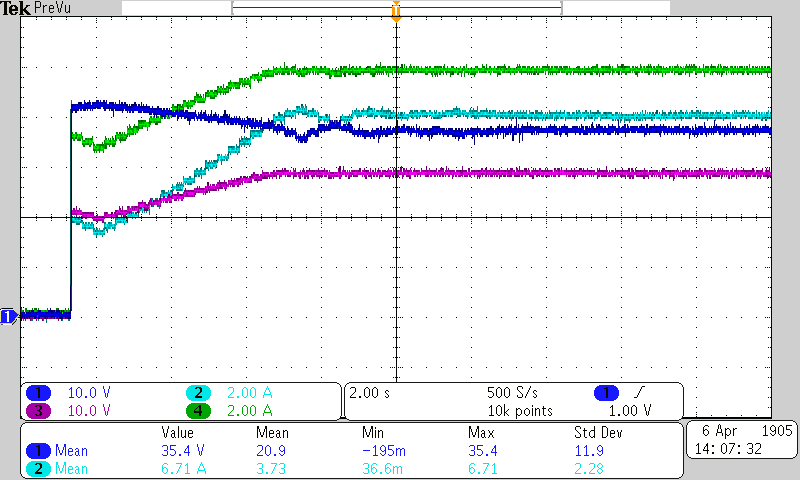 Tek PreVu
T
1
1 10.0 V 2 2.00 A 2.00 s 500 S/s 1 1.00 V
3 10.0 V 4 2.00 A 10k points
Value Mean Min Max Std Dev
1 Mean 35.4 V 20.9 −195m 35.4 11.9
2 Mean 6.71 A 3.73 36.6m 6.71 2.28
6 Apr 1905
14:07:32